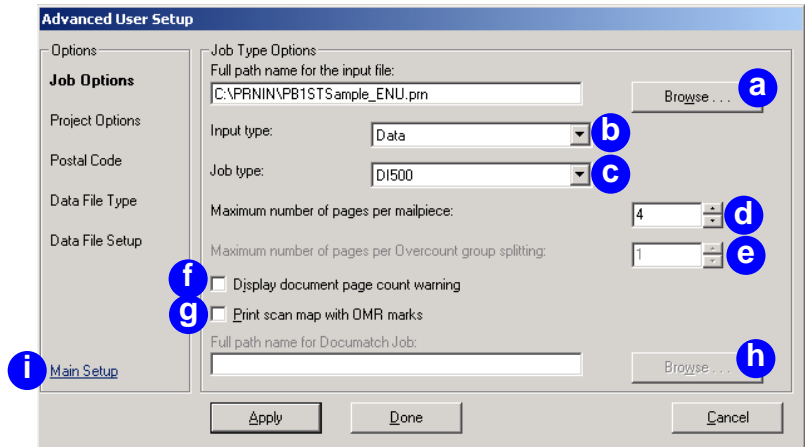 Advanced User Setup
Options
Job Options
Project Options
Postal Code
Data File Type
Data File Setup
i Main Setup
Job Type Options
Full path name for the input file:
C:\PRNIN\PB1STSample_ENU.prn Browse . . . a
Input type: Data b
Job type: DI500 c
Maximum number of pages per mailpiece: 4 d
Maximum number of pages per Overcount group splitting: 1 e
f Display document page count warning
g Print scan map with OMR marks
Full path name for Documatch Job:
Browse . . . h
Apply Done Cancel